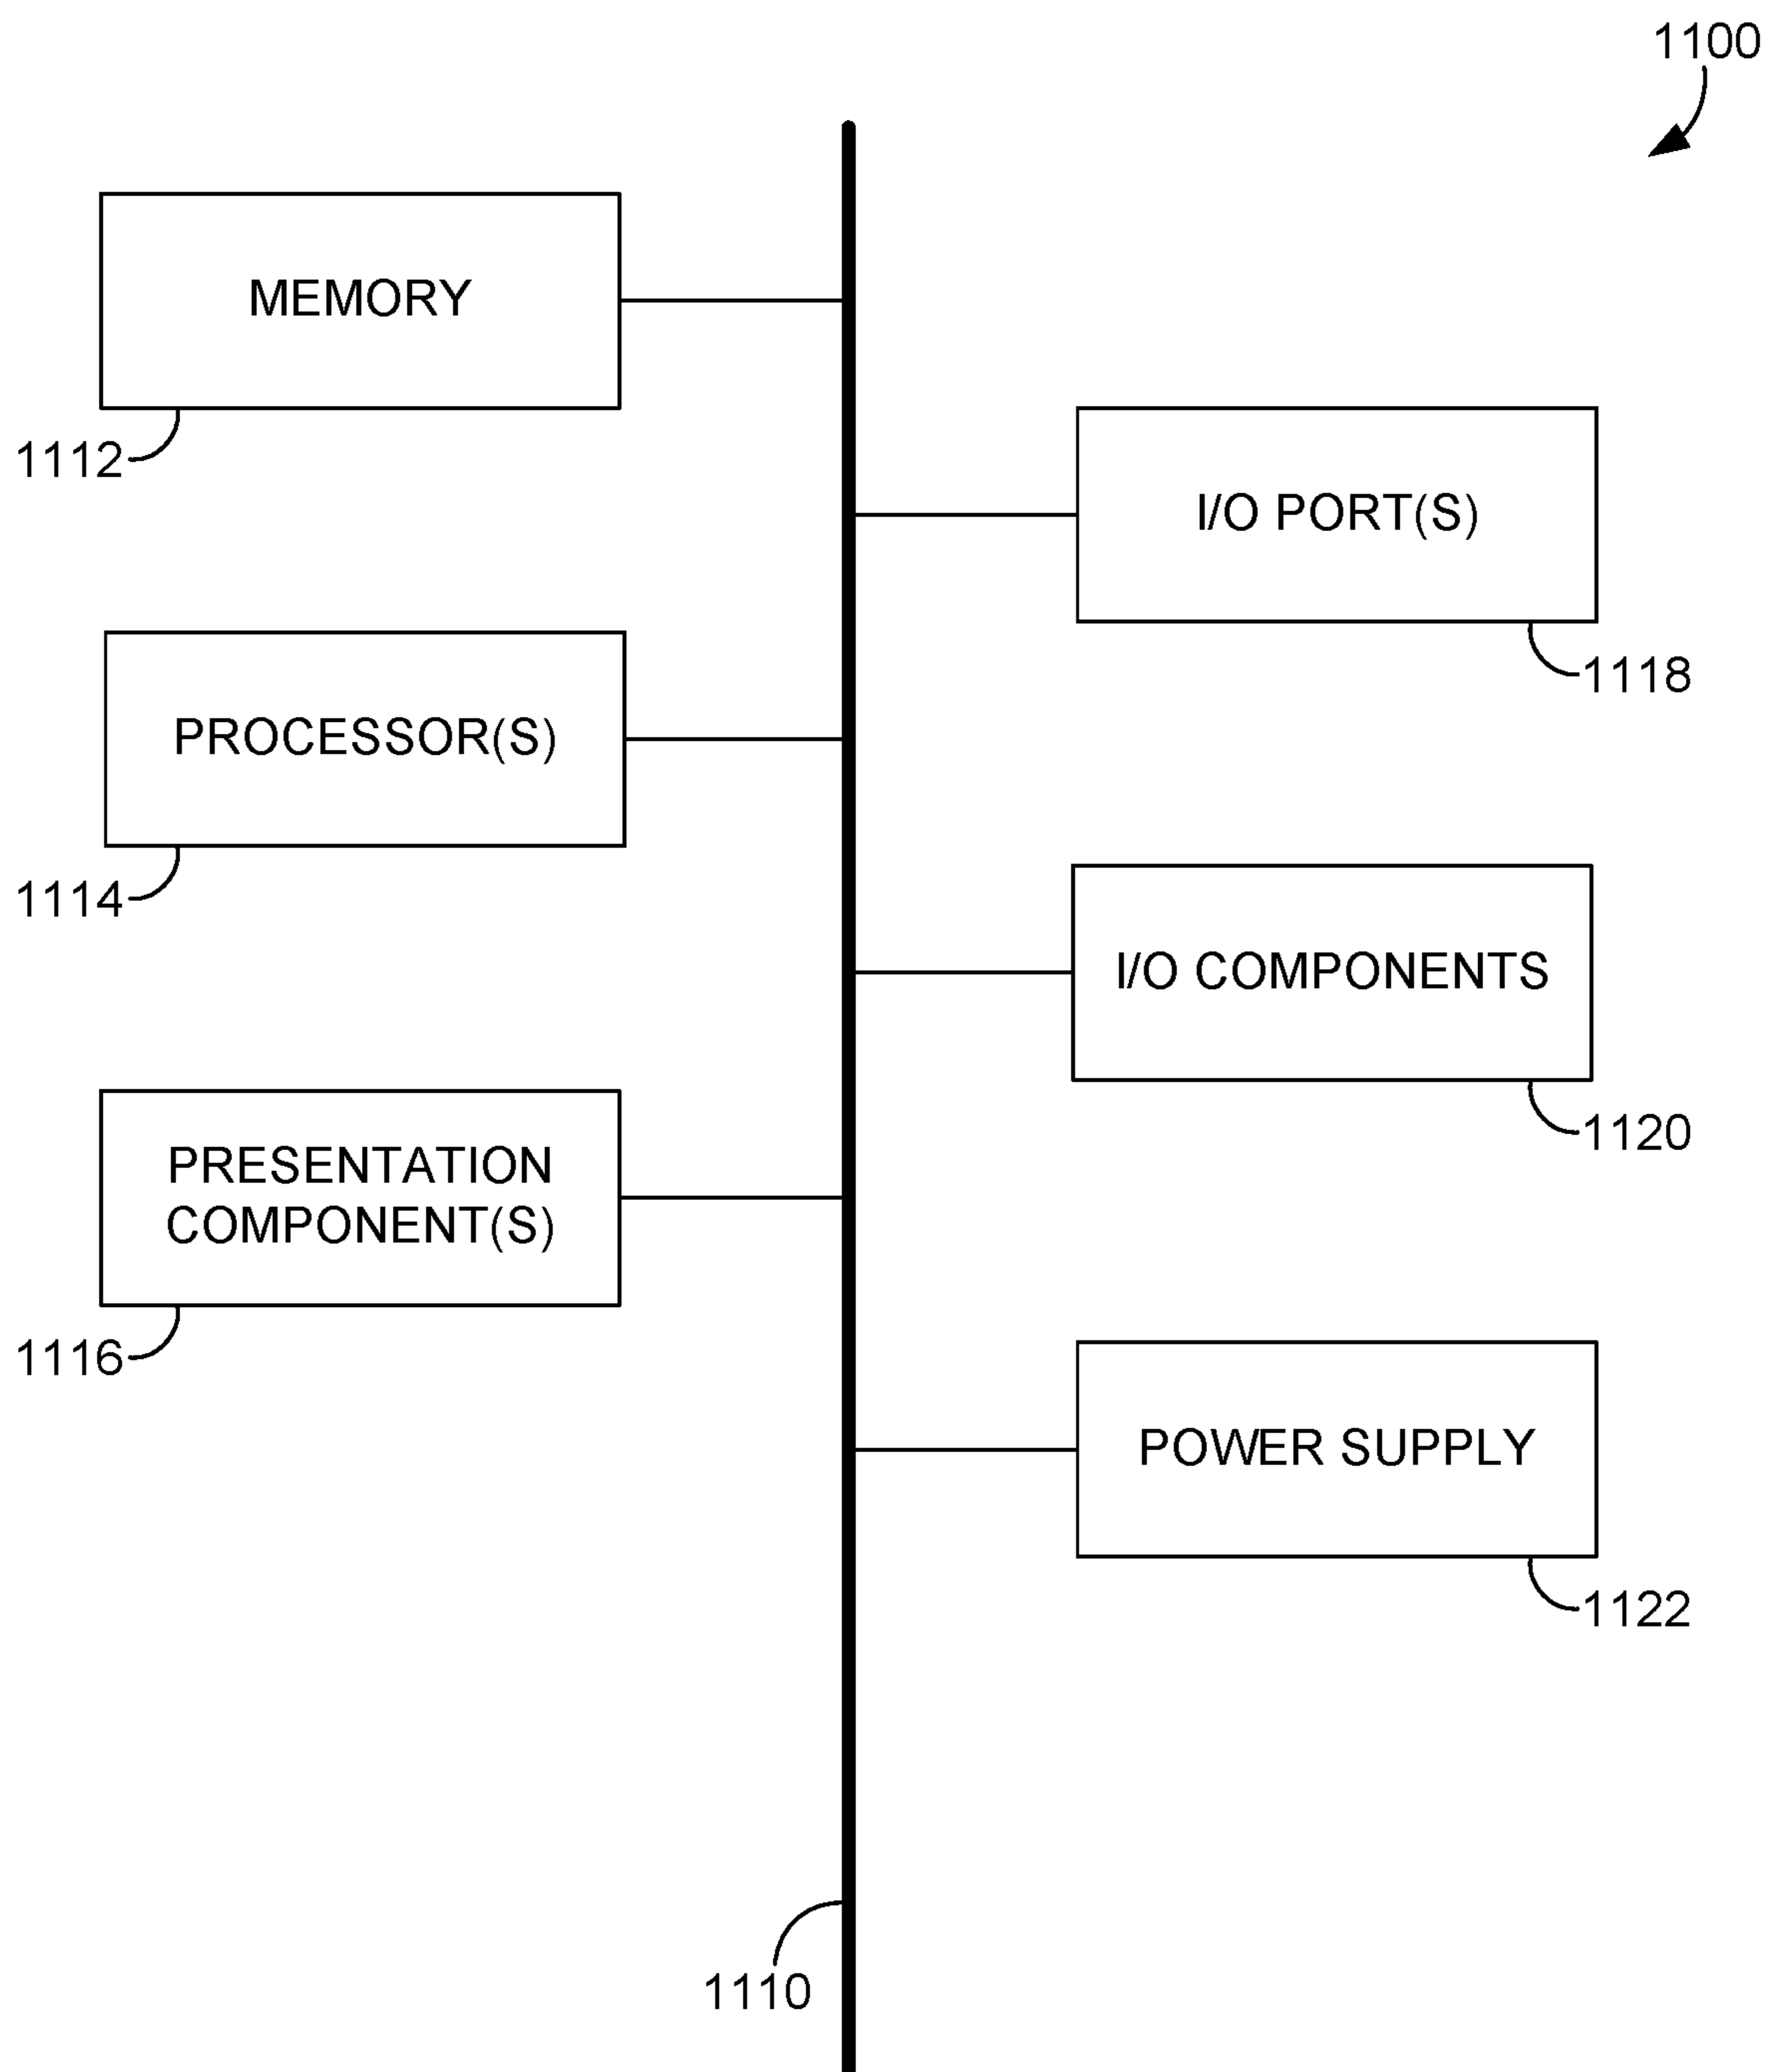 1100
MEMORY
1112
I/O PORT(S)
1118
PROCESSOR(S)
1114
I/O COMPONENTS
1120
PRESENTATION
COMPONENT(S)
1116
POWER SUPPLY
1122
1110